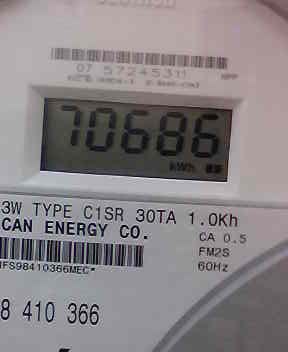 07 57245311
70686
kWh
3W TYPE C1SR 30TA 1.0Kh
CAN ENERGY CO.
CA 0.5
FM2S
60Hz
IFS98410366MEC*
8 410 366